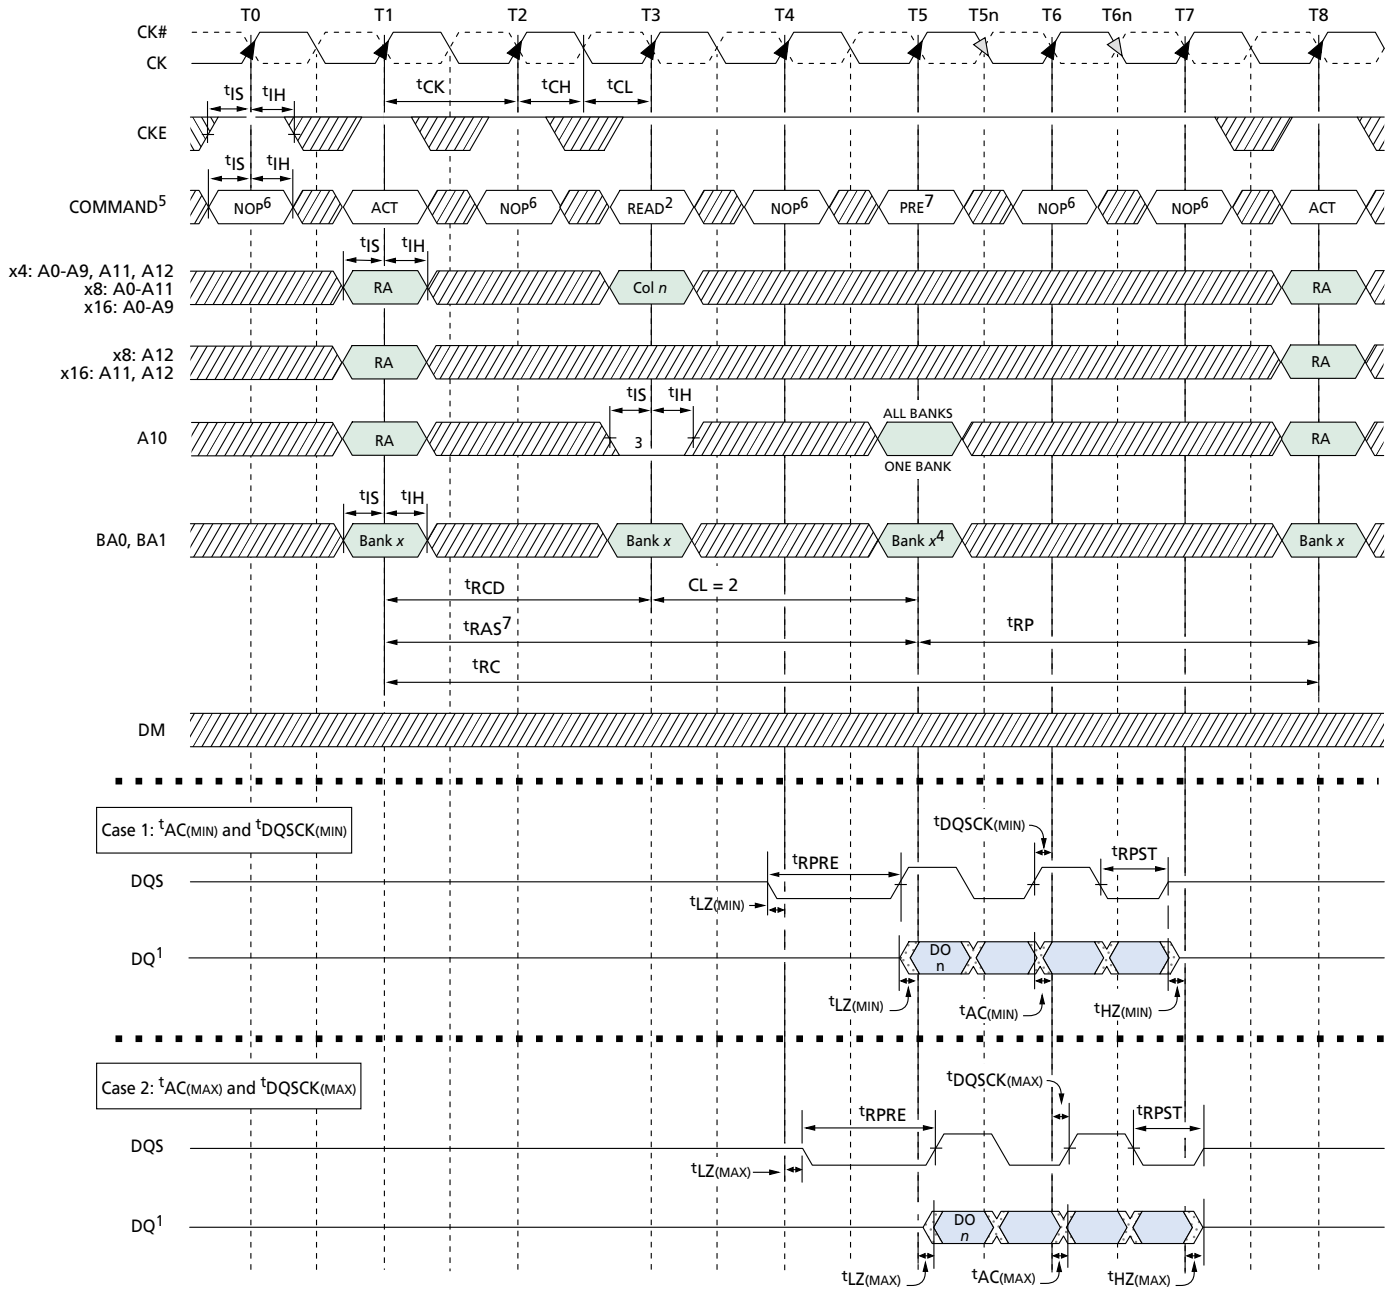 T0 T1 T2 T3 T4 T5 T5n T6 T6n T7 T8
CK#
CK
tIS tIH tCK tCH tCL
CKE
tIS tIH
COMMAND5 NOP6 ACT NOP6 READ2 NOP6 PRE7 NOP6 NOP6 ACT
tIS tIH
x4: A0-A9, A11, A12
x8: A0-A11
x16: A0-A9
RA Col n RA
x8: A12
x16: A11, A12
RA RA
tIS tIH
ALL BANKS
A10 RA 3 RA
ONE BANK
tIS tIH
BA0, BA1 Bank x Bank x Bank x4 Bank x
tRCD CL = 2
tRAS7 tRP
tRC
DM
Case 1: tAC(MIN) and tDQSCK(MIN)
tDQSCK(MIN)
tRPRE tRPST
DQS
tLZ(MIN)
DQ1 DO
n
tLZ(MIN) tAC(MIN) tHZ(MIN)
Case 2: tAC(MAX) and tDQSCK(MAX)
tDQSCK(MAX)
tRPRE tRPST
DQS
tLZ(MAX)
DQ1 DO
n
tLZ(MAX) tAC(MAX) tHZ(MAX)